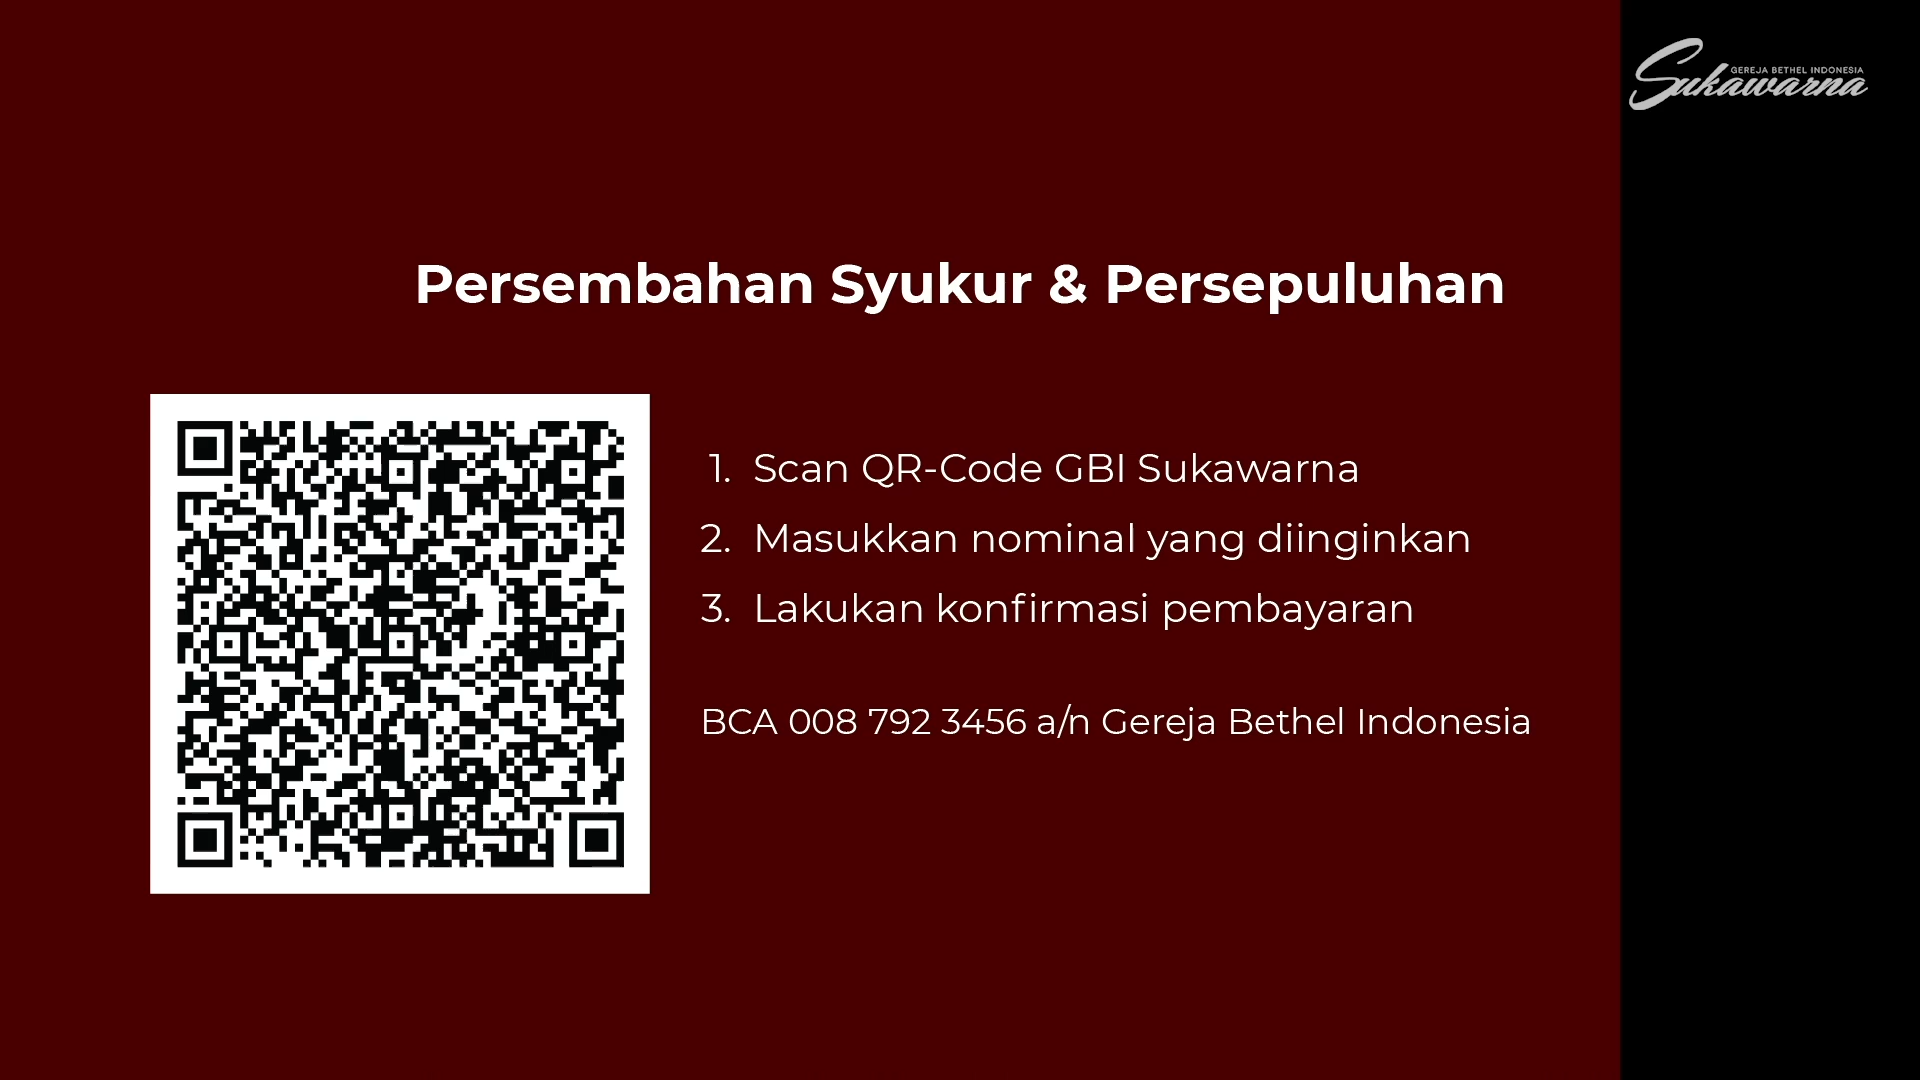 GEREJA BETHEL INDONESIA
Sukawarna
Persembahan Syukur & Persepuluhan
1. Scan QR-Code GBI Sukawarna
2. Masukkan nominal yang diinginkan
3. Lakukan konfirmasi pembayaran
BCA 008 792 3456 a/n Gereja Bethel Indonesia